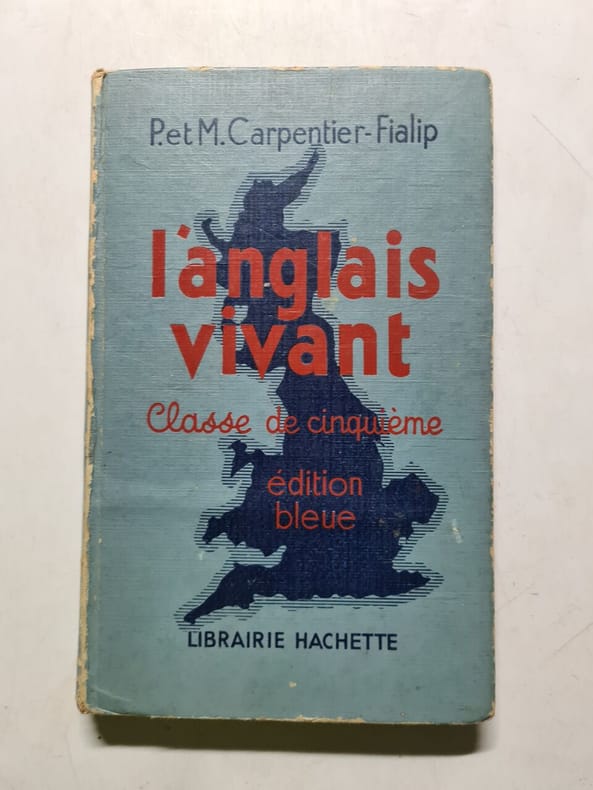 P. et M. Carpentier-Fialip
l'anglais
vivant
Classe de cinquième
édition
bleue
LIBRAIRIE HACHETTE